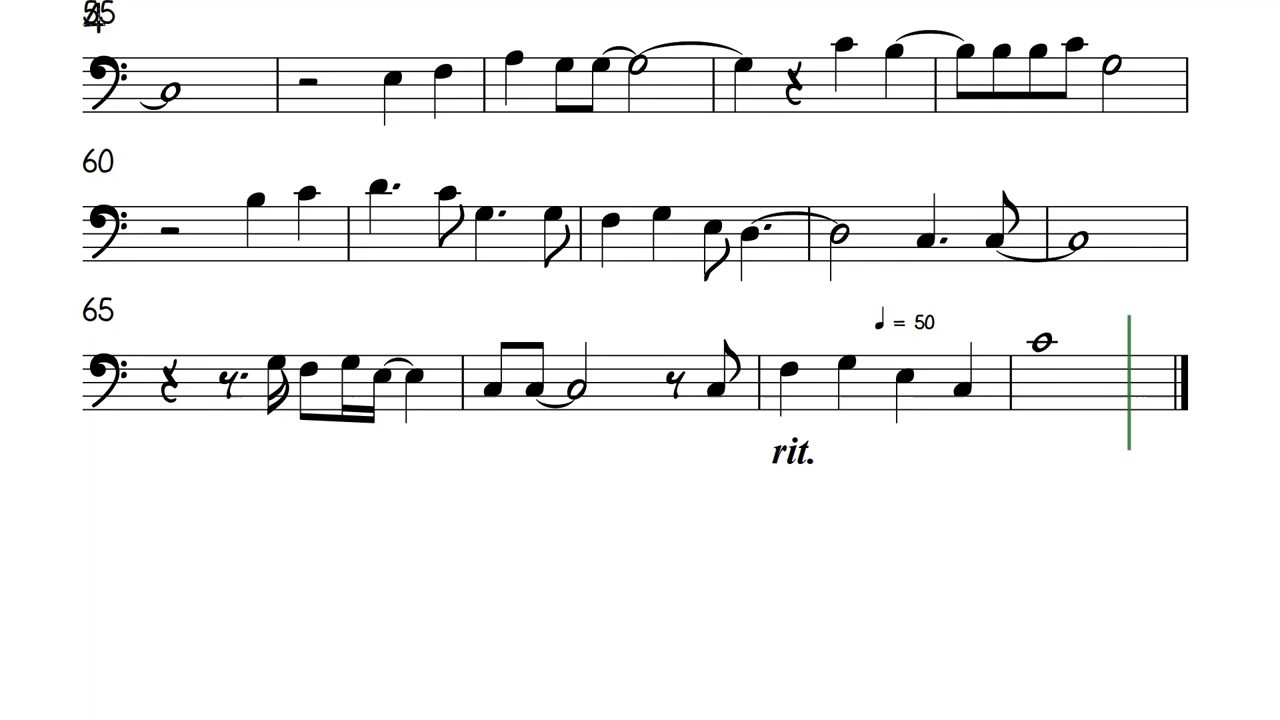 60
65
♩ = 50
rit.